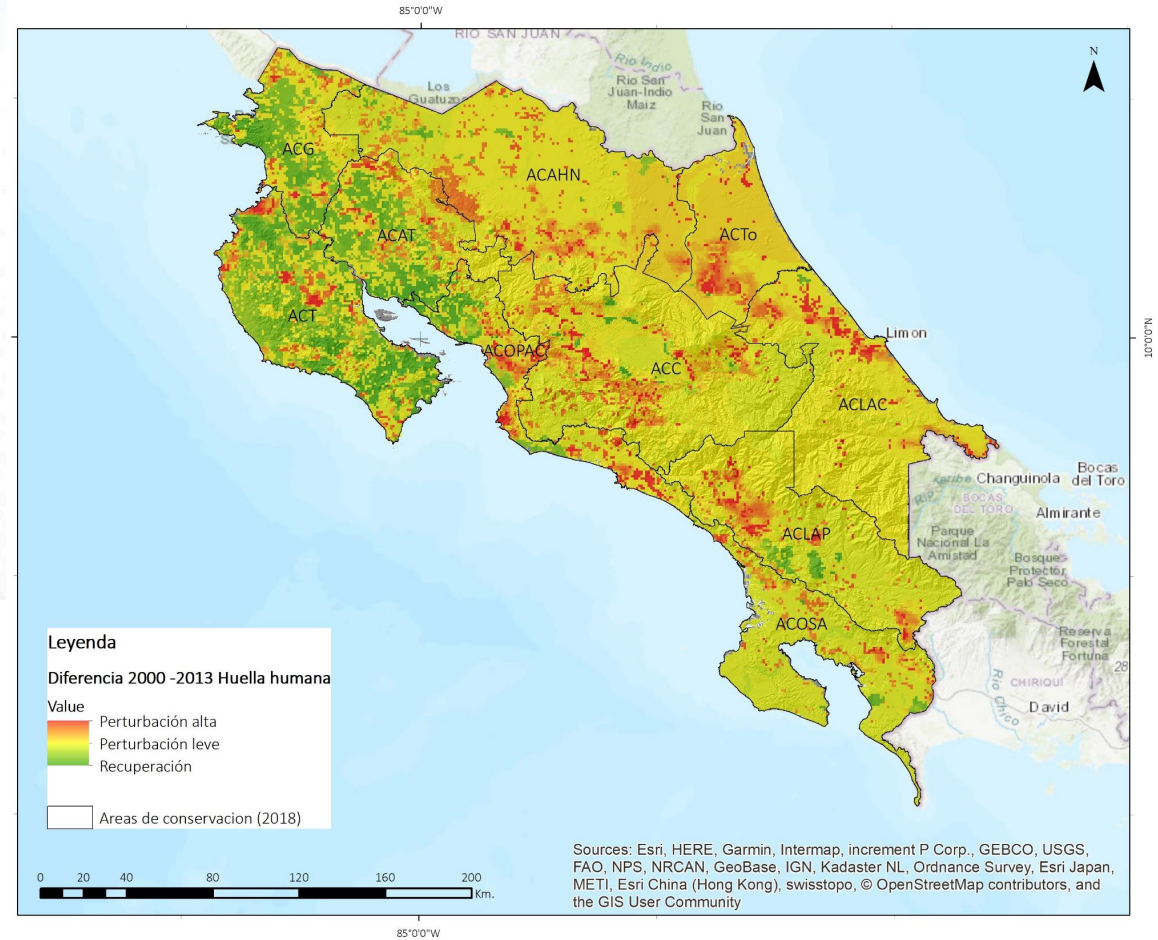 85°0'0"W
RIO SAN JUAN
N
Rio Indio
Los
Guatuzo
Rio San
Juan-Indio
Maiz
Rio
San
Juan
ACG
ACAHN
ACAT
ACTo
ACT
10°0'0"N
Limon
ACOPAC
ACC
ACLAC
Changuinola
Bocas
del Toro
BOCAS
DEL TORO
Almirante
ACLAP
Parque
Nacional La
Amistad
Bosque
Protector
Palo Seco
ACOSA
Reserva
Forestal
Fortuna
28
CHIRIQUI
Rio Chico
David
Leyenda
Diferencia 2000 -2013 Huella humana
Value
Perturbación alta
Perturbación leve
Recuperación
Areas de conservacion (2018)
0 20 40 80 120 160 200
Km.
Sources: Esri, HERE, Garmin, Intermap, increment P Corp., GEBCO, USGS,
FAO, NPS, NRCAN, GeoBase, IGN, Kadaster NL, Ordnance Survey, Esri Japan,
METI, Esri China (Hong Kong), swisstopo, © OpenStreetMap contributors, and
the GIS User Community
85°0'0"W